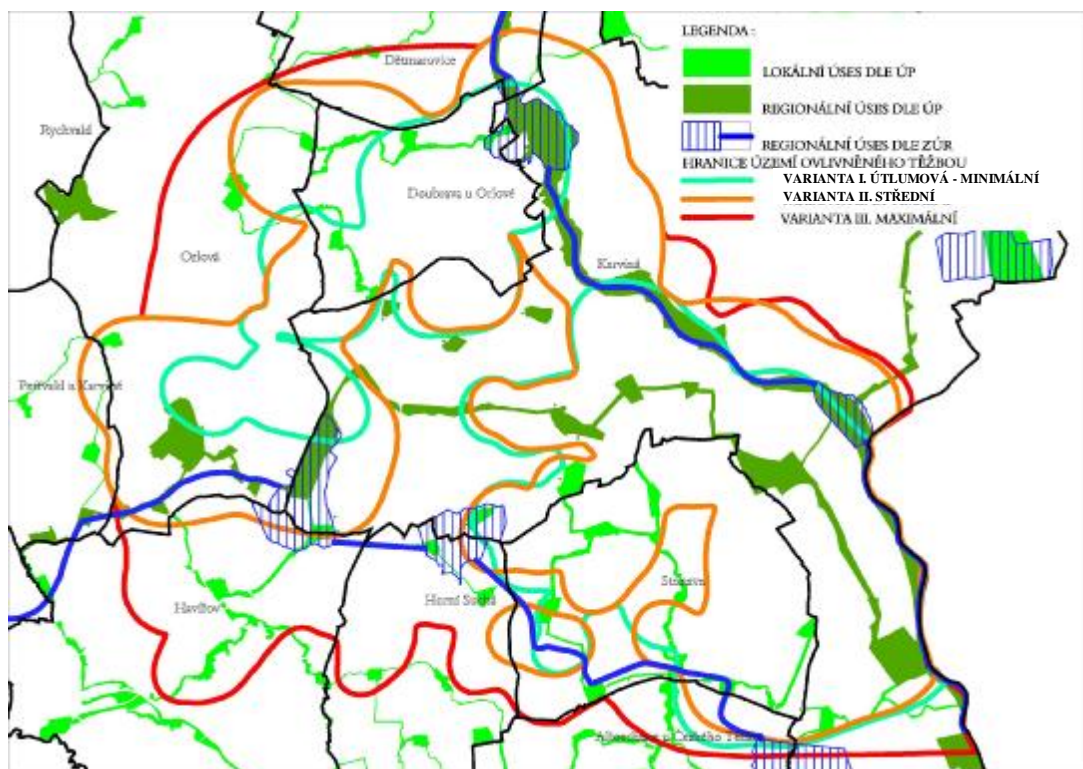 LEGENDA :
LOKÁLNÍ ÚSES DLE ÚP
REGIONÁLNÍ ÚSES DLE ÚP
REGIONÁLNÍ ÚSES DLE ZÚR
HRANICE ÚZEMÍ OVLIVNĚNÉHO TĚŽBOU
VARIANTA I. ÚTLUMOVÁ - MINIMÁLNÍ
VARIANTA II. STŘEDNÍ
VARIANTA III. MAXIMÁLNÍ
Dětmarovice
Rychvald
Doubrava u Orlové
Orlová
Karviná
Petřvald u Karviné
Stonava
Havířov
Horní Suchá
Albrechtice u Českého